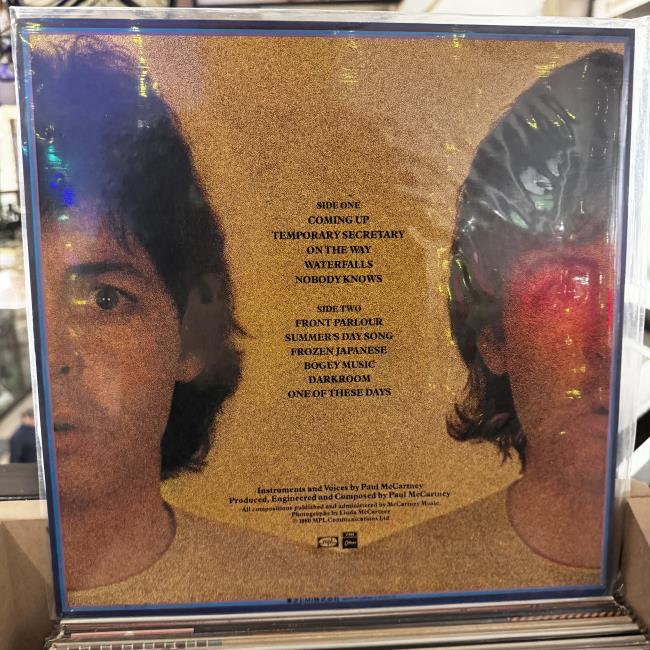 SIDE ONE
COMING UP
TEMPORARY SECRETARY
ON THE WAY
WATERFALLS
NOBODY KNOWS
SIDE TWO
FRONT PARLOUR
SUMMER'S DAY SONG
FROZEN JAPANESE
BOGEY MUSIC
DARKROOM
ONE OF THESE DAYS
Instruments and Voices by Paul McCartney
Produced, Engineered and Composed by Paul McCartney
All compositions published and administered by McCartney Music.
Photographs by Linda McCartney
© 1980 MPL Communications Ltd